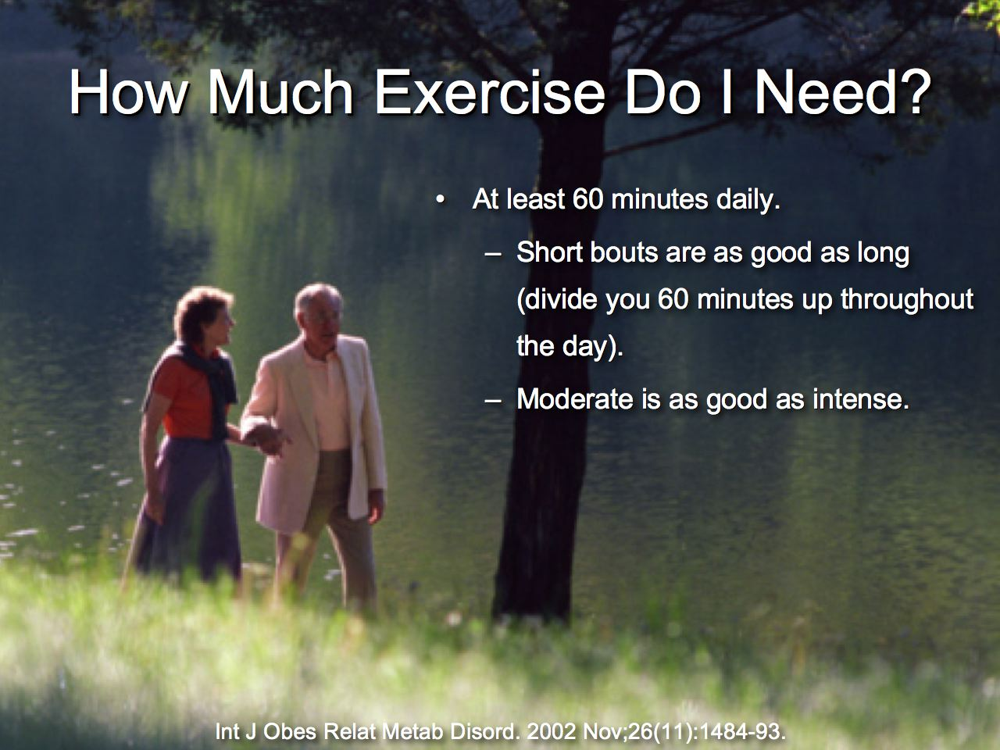 How Much Exercise Do I Need?
• At least 60 minutes daily.
– Short bouts are as good as long
(divide you 60 minutes up throughout
the day).
– Moderate is as good as intense.
Int J Obes Relat Metab Disord. 2002 Nov;26(11):1484-93.